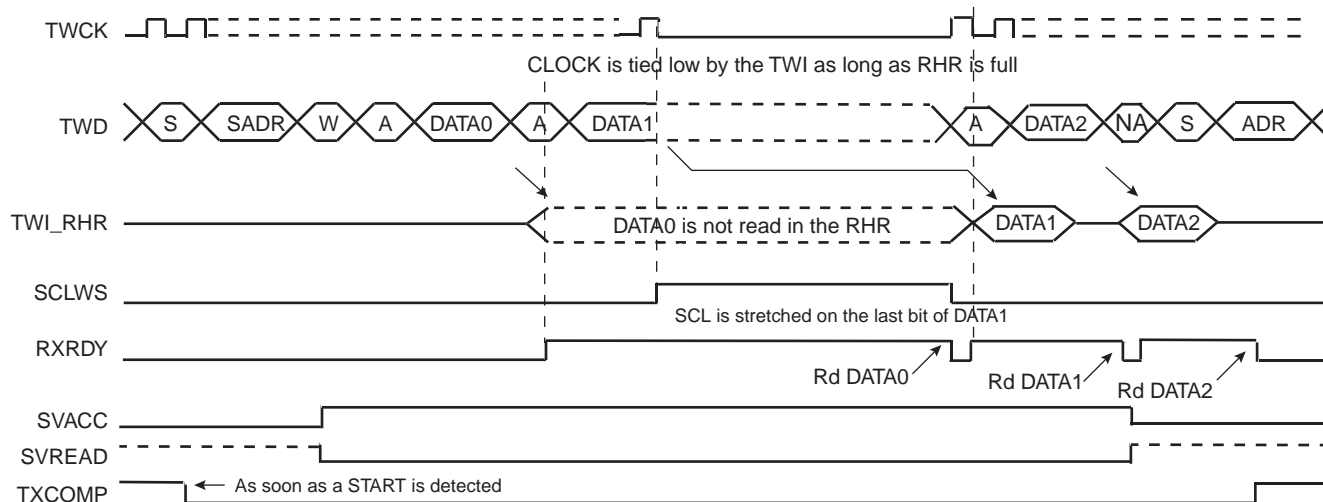 TWCK
CLOCK is tied low by the TWI as long as RHR is full
TWD S SADR W A DATA0 A DATA1 A DATA2 NA S ADR
TWI_RHR DATA0 is not read in the RHR DATA1 DATA2
SCLWS
SCL is stretched on the last bit of DATA1
RXRDY
Rd DATA0 Rd DATA1 Rd DATA2
SVACC
SVREAD
TXCOMP As soon as a START is detected